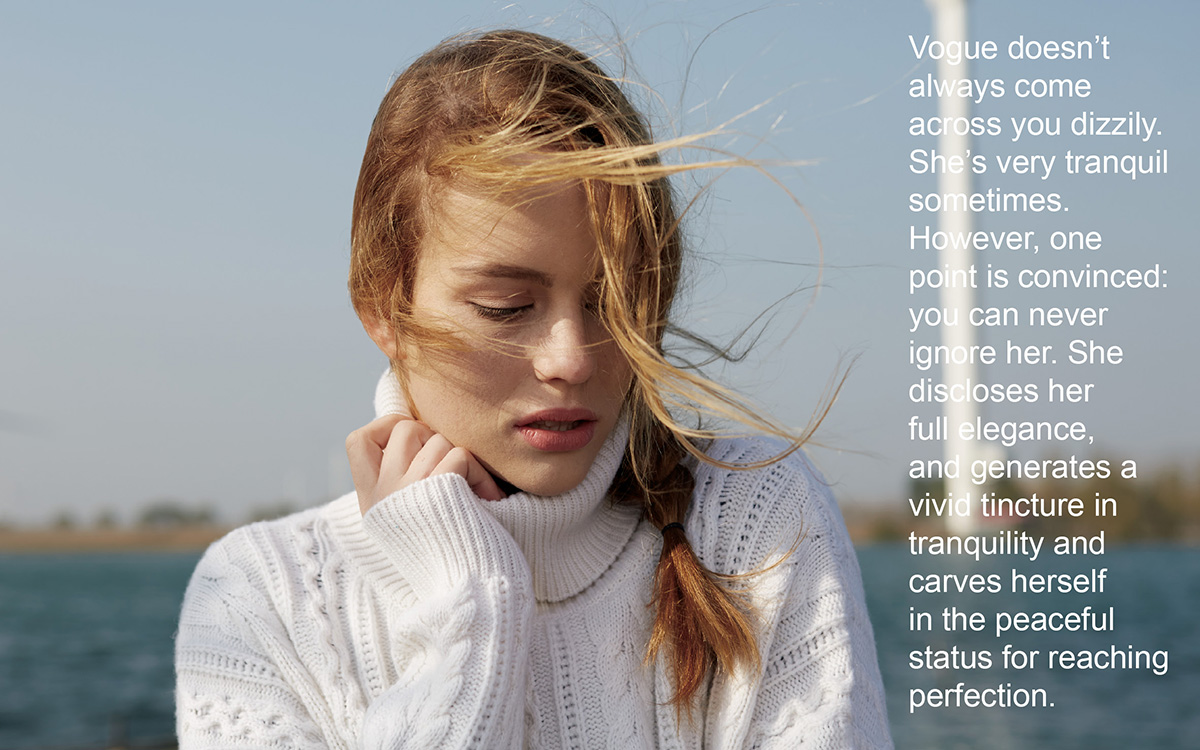 Vogue doesn’t
always come
across you dizzily.
She’s very tranquil
sometimes.
However, one
point is convinced:
you can never
ignore her. She
discloses her
full elegance,
and generates a
vivid tincture in
tranquility and
carves herself
in the peaceful
status for reaching
perfection.